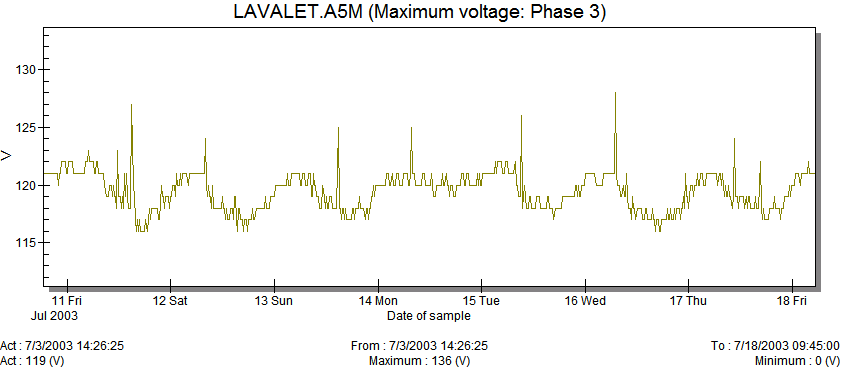 LAVALET.A5M (Maximum voltage: Phase 3)
130
125
120
115
V
11 Fri 12 Sat 13 Sun 14 Mon 15 Tue 16 Wed 17 Thu 18 Fri
Jul 2003 Date of sample
Act : 7/3/2003 14:26:25 From : 7/3/2003 14:26:25 To : 7/18/2003 09:45:00
Act : 119 (V) Maximum : 136 (V) Minimum : 0 (V)